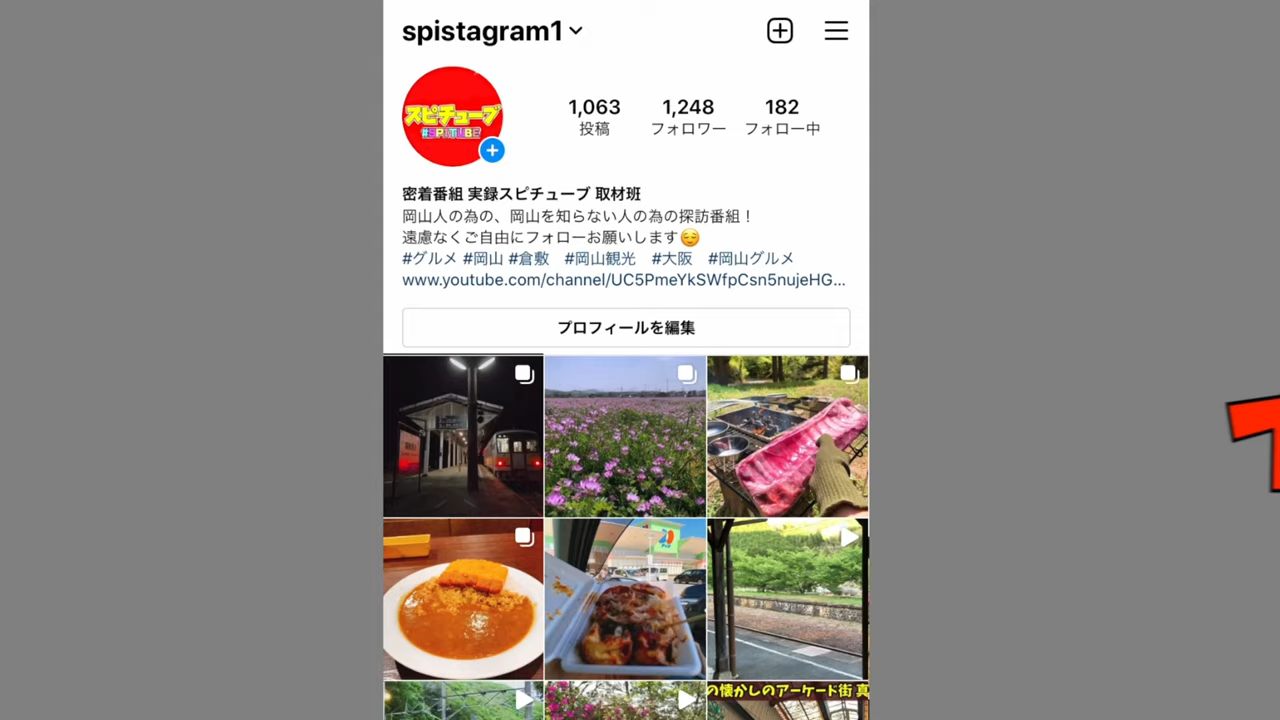 spistagram1
スピチューブ
#SPITUBE
1,063
1,248
182
投稿
フォロワー
フォロー中
密着番組 実録スピチューブ 取材班
岡山人の為の、岡山を知らない人の為の探訪番組！
遠慮なくご自由にフォローお願いします😌
#グルメ #岡山 #倉敷　#岡山観光　#大阪　#岡山グルメ
www.youtube.com/channel/UC5PmeYkSWfpCsn5nujeHG...
プロフィールを編集
の懐かしのアーケード街 真